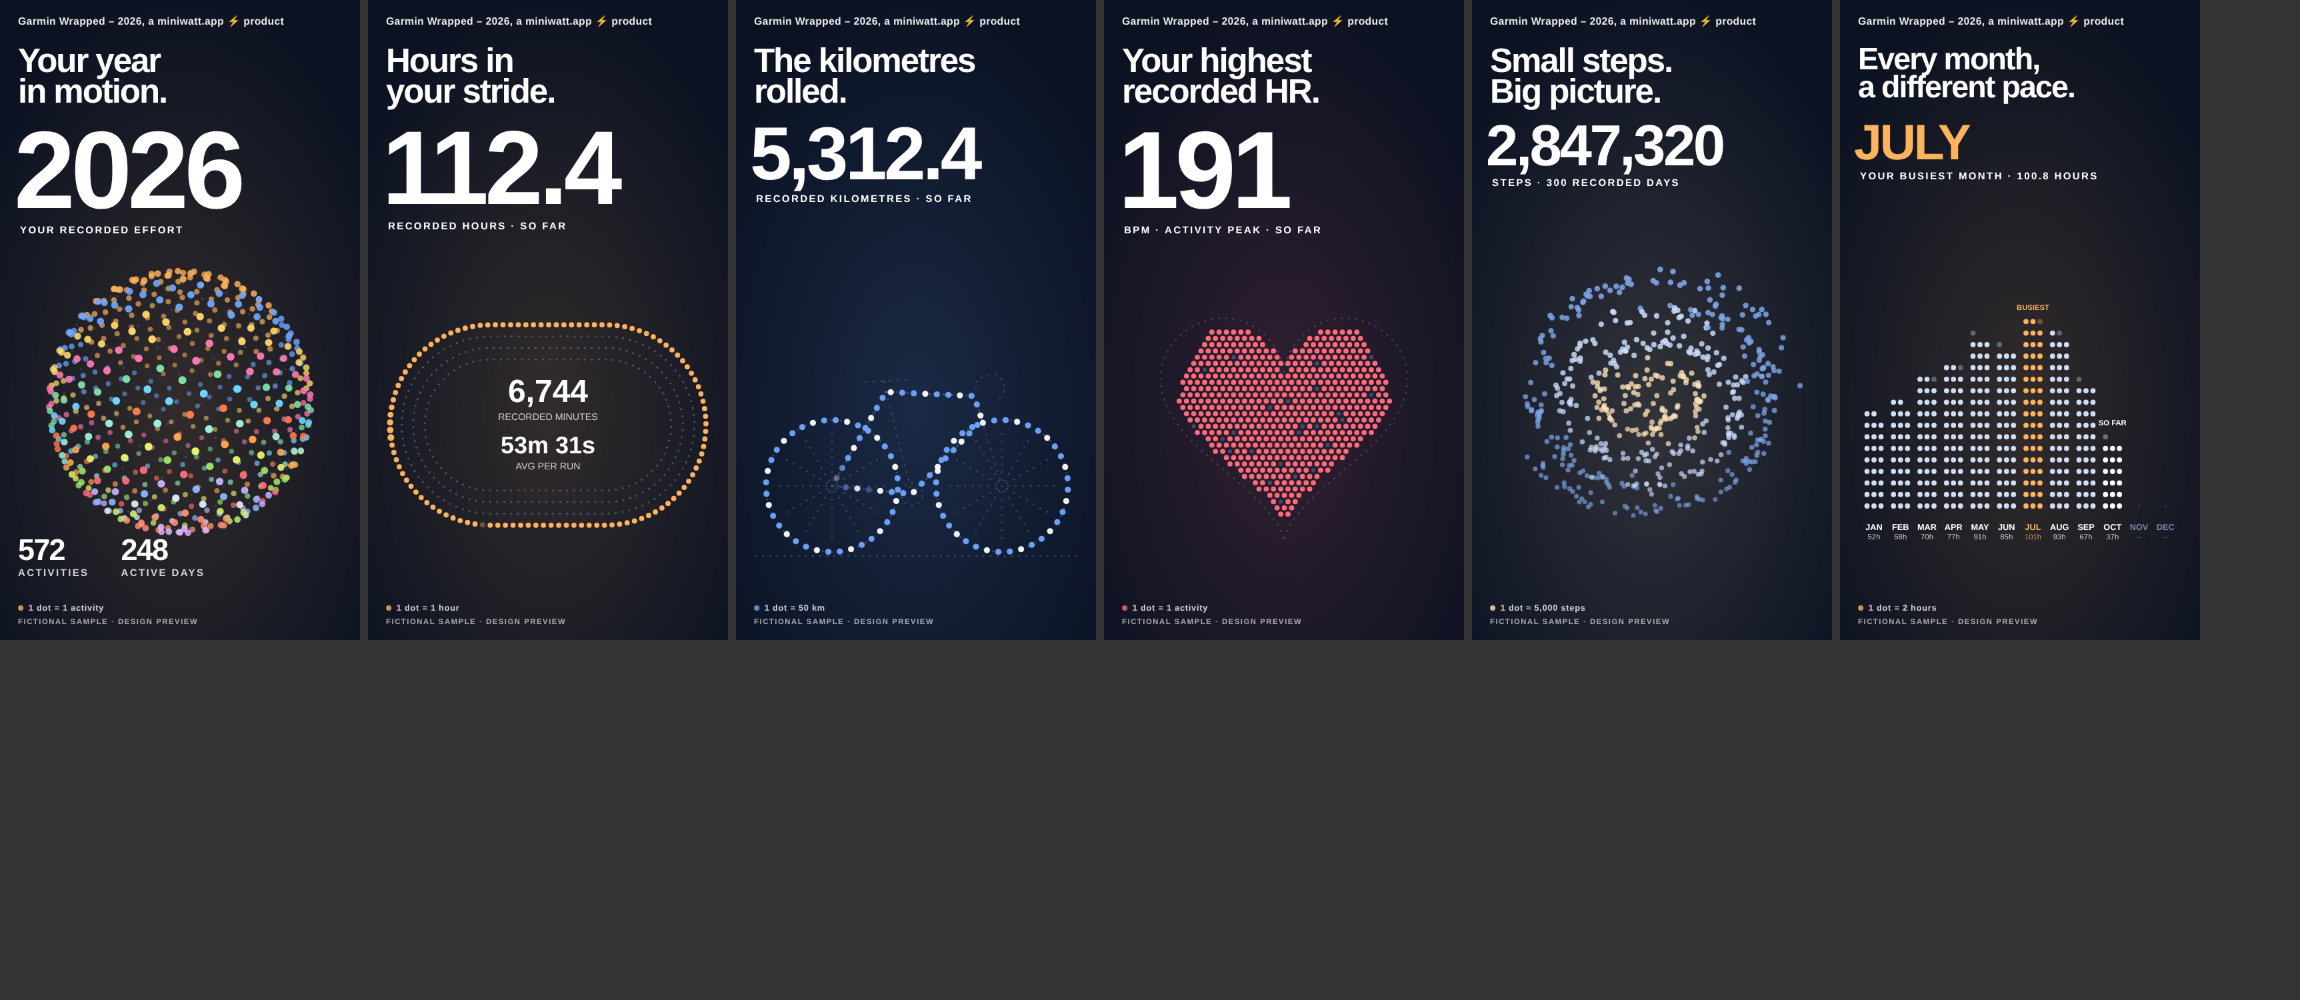 Garmin Wrapped – 2026, a miniwatt.app ⚡ product
Your year
in motion.
2026
YOUR RECORDED EFFORT
572
ACTIVITIES
248
ACTIVE DAYS
1 dot = 1 activity
FICTIONAL SAMPLE · DESIGN PREVIEW
Garmin Wrapped – 2026, a miniwatt.app ⚡ product
Hours in
your stride.
112.4
RECORDED HOURS · SO FAR
6,744
RECORDED MINUTES
53m 31s
AVG PER RUN
1 dot = 1 hour
FICTIONAL SAMPLE · DESIGN PREVIEW
Garmin Wrapped – 2026, a miniwatt.app ⚡ product
The kilometres
rolled.
5,312.4
RECORDED KILOMETRES · SO FAR
1 dot = 50 km
FICTIONAL SAMPLE · DESIGN PREVIEW
Garmin Wrapped – 2026, a miniwatt.app ⚡ product
Your highest
recorded HR.
191
BPM · ACTIVITY PEAK · SO FAR
1 dot = 1 activity
FICTIONAL SAMPLE · DESIGN PREVIEW
Garmin Wrapped – 2026, a miniwatt.app ⚡ product
Small steps.
Big picture.
2,847,320
STEPS · 300 RECORDED DAYS
1 dot ≈ 5,000 steps
FICTIONAL SAMPLE · DESIGN PREVIEW
Garmin Wrapped – 2026, a miniwatt.app ⚡ product
Every month,
a different pace.
JULY
YOUR BUSIEST MONTH · 100.8 HOURS
BUSIEST
SO FAR
JAN FEB MAR APR MAY JUN JUL AUG SEP OCT NOV DEC
52h 58h 70h 77h 91h 85h 101h 93h 67h 37h – –
1 dot = 2 hours
FICTIONAL SAMPLE · DESIGN PREVIEW